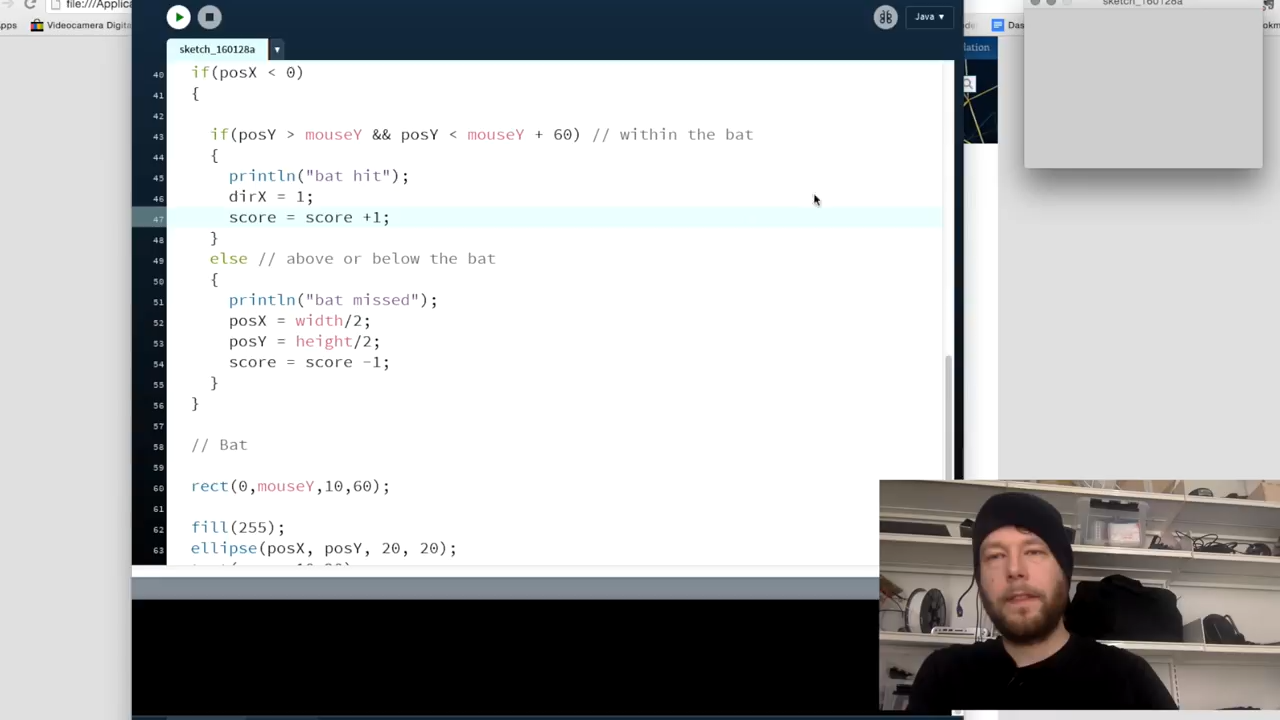 file:///Applica
sketch_160128a
pps
Videocamera Digita
Java ▾
Das
okm
lation
sketch_160128a
40 if(posX < 0)
41 {
42
43 if(posY > mouseY && posY < mouseY + 60) // within the bat
44 {
45 println("bat hit");
46 dirX = 1;
47 score = score +1;
48 }
49 else // above or below the bat
50 {
51 println("bat missed");
52 posX = width/2;
53 posY = height/2;
54 score = score -1;
55 }
56 }
57
58 // Bat
59
60 rect(0,mouseY,10,60);
61
62 fill(255);
63 ellipse(posX, posY, 20, 20);